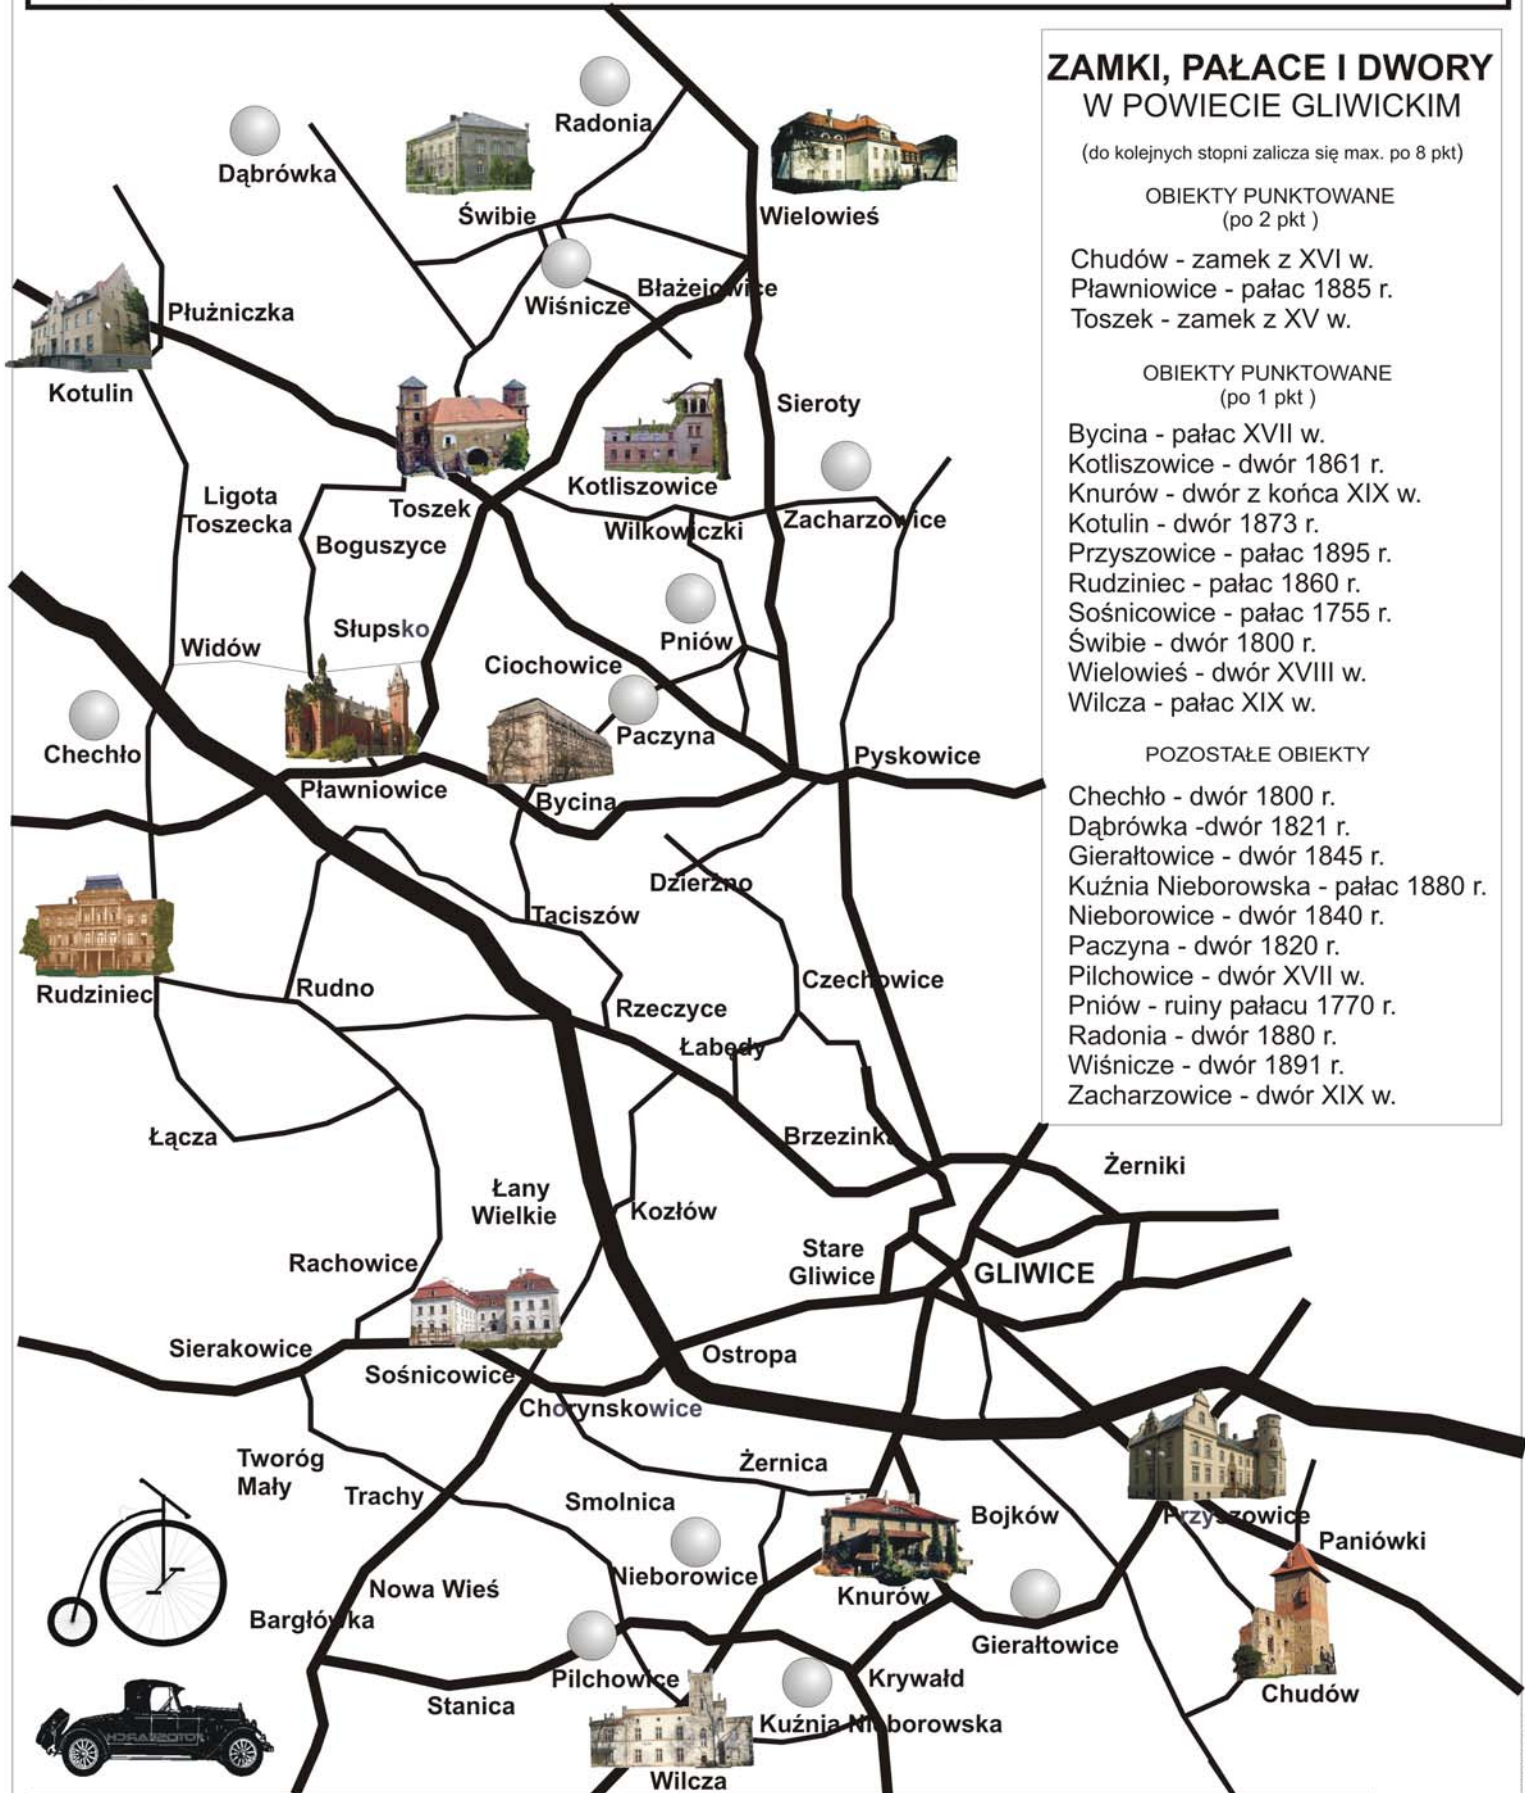 ZAMKI, PAŁACE I DWORY
W POWIECIE GLIWICKIM
(do kolejnych stopni zalicza się max. po 8 pkt)
OBIEKTY PUNKTOWANE
(po 2 pkt )
Chudów - zamek z XVI w.
Pławniowice - pałac 1885 r.
Toszek - zamek z XV w.
OBIEKTY PUNKTOWANE
(po 1 pkt )
Bycina - pałac XVII w.
Kotliszowice - dwór 1861 r.
Knurów - dwór z końca XIX w.
Kotulin - dwór 1873 r.
Przyszowice - pałac 1895 r.
Rudziniec - pałac 1860 r.
Sośnicowice - pałac 1755 r.
Świbie - dwór 1800 r.
Wielowieś - dwór XVIII w.
Wilcza - pałac XIX w.
POZOSTAŁE OBIEKTY
Chechło - dwór 1800 r.
Dąbrówka -dwór 1821 r.
Gierałtowice - dwór 1845 r.
Kuźnia Nieborowska - pałac 1880 r.
Nieborowice - dwór 1840 r.
Paczyna - dwór 1820 r.
Pilchowice - dwór XVII w.
Pniów - ruiny pałacu 1770 r.
Radonia - dwór 1880 r.
Wiśnicze - dwór 1891 r.
Zacharzowice - dwór XIX w.
Radonia
Dąbrówka
Świbie
Wielowieś
Błażejowice
Wiśnicze
Płużniczka
Kotulin
Sieroty
Kotliszowice
Ligota
Toszecka
Toszek
Zacharzowice
Wilkowiczki
Boguszyce
Słupsko
Pniów
Widów
Ciochowice
Paczyna
Chechło
Pyskowice
Pławniowice
Bycina
Dzierżno
Taciszów
Czechowice
Rudziniec
Rudno
Rzeczyce
Łabędy
Łącza
Brzezinka
Żerniki
Łany
Wielkie
Kozłów
Stare
Gliwice
GLIWICE
Rachowice
Sierakowice
Ostropa
Sośnicowice
Chorynskowice
Tworóg
Mały
Żernica
Trachy
Smolnica
Bojków
Przyszowice
Paniówki
Nieborowice
Nowa Wieś
Knurów
Bargłówka
Gierałtowice
Pilchowice
Krywałd
Chudów
Stanica
Kuźnia Nieborowska
Wilcza